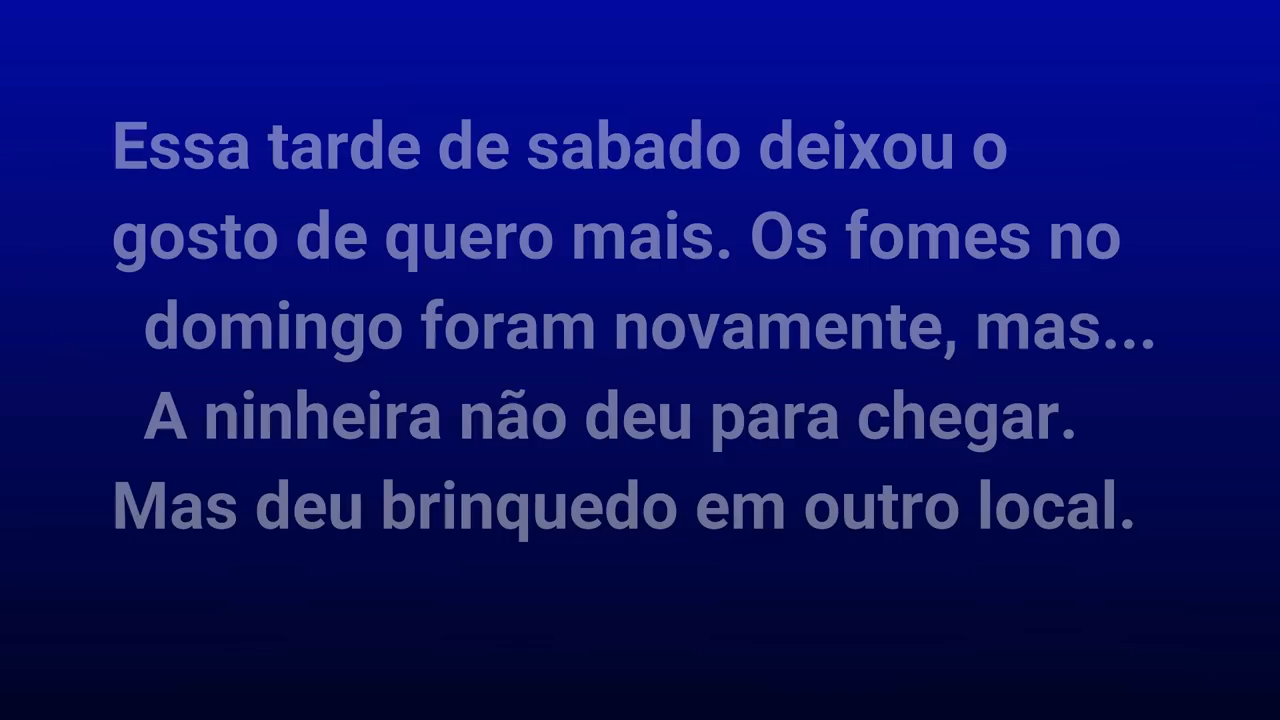 Essa tarde de sabado deixou o
gosto de quero mais. Os fomes no
domingo foram novamente, mas...
A ninheira não deu para chegar.
Mas deu brinquedo em outro local.